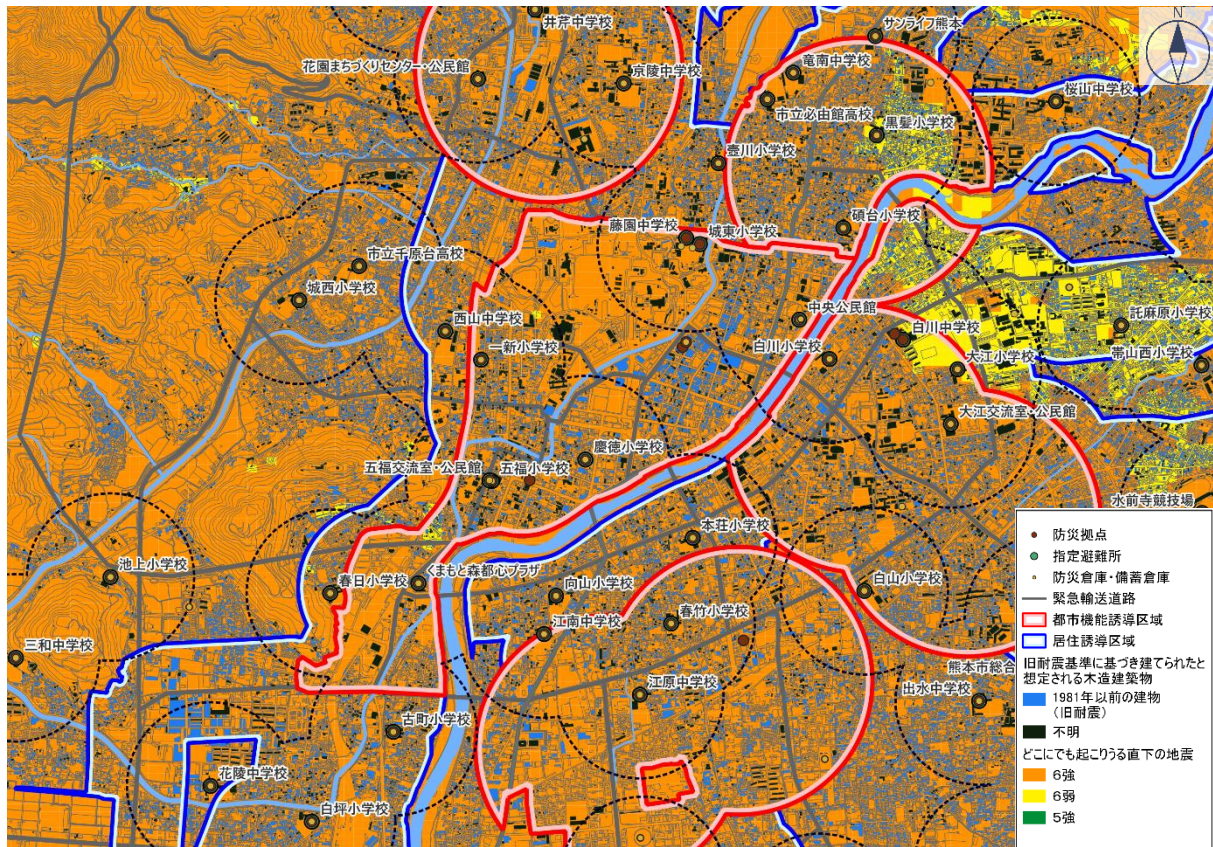 N
井芹中学校
サンライフ熊本
花園まちづくりセンター・公民館
京陵中学校
竜南中学校
桜山中学校
市立必由館高校
黒髪小学校
壺川小学校
碩台小学校
藤園中学校
城東小学校
市立千原台高校
城西小学校
中央公民館
託麻原小学校
西山中学校
白川中学校
一新小学校
白川小学校
大江小学校
帯山西小学校
大江交流室・公民館
慶徳小学校
五福交流室・公民館
五福小学校
水前寺競技場
本荘小学校
池上小学校
春日小学校
くまもと森都心プラザ
向山小学校
白山小学校
春竹小学校
江南中学校
三和中学校
熊本市総合
江原中学校
出水中学校
古町小学校
花陵中学校
白坪小学校
防災拠点
指定避難所
防災倉庫・備蓄倉庫
緊急輸送道路
都市機能誘導区域
居住誘導区域
旧耐震基準に基づき建てられたと
想定される木造建築物
1981年以前の建物
(旧耐震)
不明
どこにでも起こりうる直下の地震
6強
6弱
5強